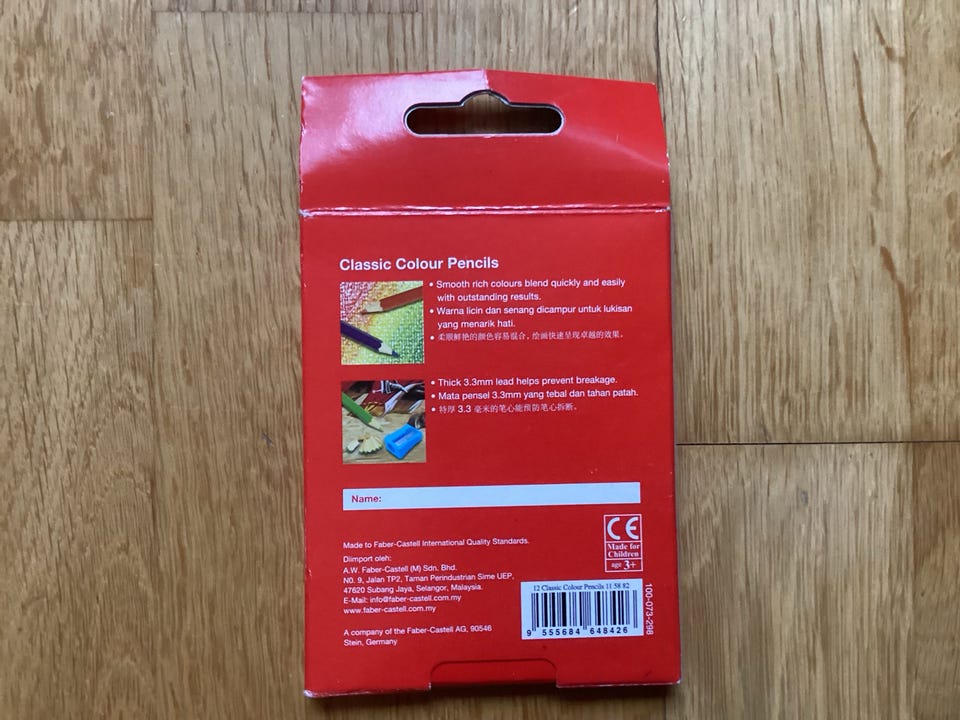 Classic Colour Pencils
• Smooth rich colours blend quickly and easily
with outstanding results.
• Warna licin dan senang dicampur untuk lukisan
yang menarik hati.
• 柔顺鲜艳的颜色容易混合，绘画快速呈现卓越的效果。
• Thick 3.3mm lead helps prevent breakage.
• Mata pensel 3.3mm yang tebal dan tahan patah.
• 特厚 3.3 毫米的笔心能预防笔心拆断。
Name:
CE
Made for
Children
age 3+
Made to Faber-Castell International Quality Standards.
Diimport oleh:
A.W. Faber-Castell (M) Sdn. Bhd.
N0. 9, Jalan TP2, Taman Perindustrian Sime UEP,
47620 Subang Jaya, Selangor, Malaysia.
E-Mail: info@faber-castell.com.my
www.faber-castell.com.my
A company of the Faber-Castell AG, 90546
Stein, Germany
12 Classic Colour Pencils 11 58 82
9 555684 648426
100-073-298